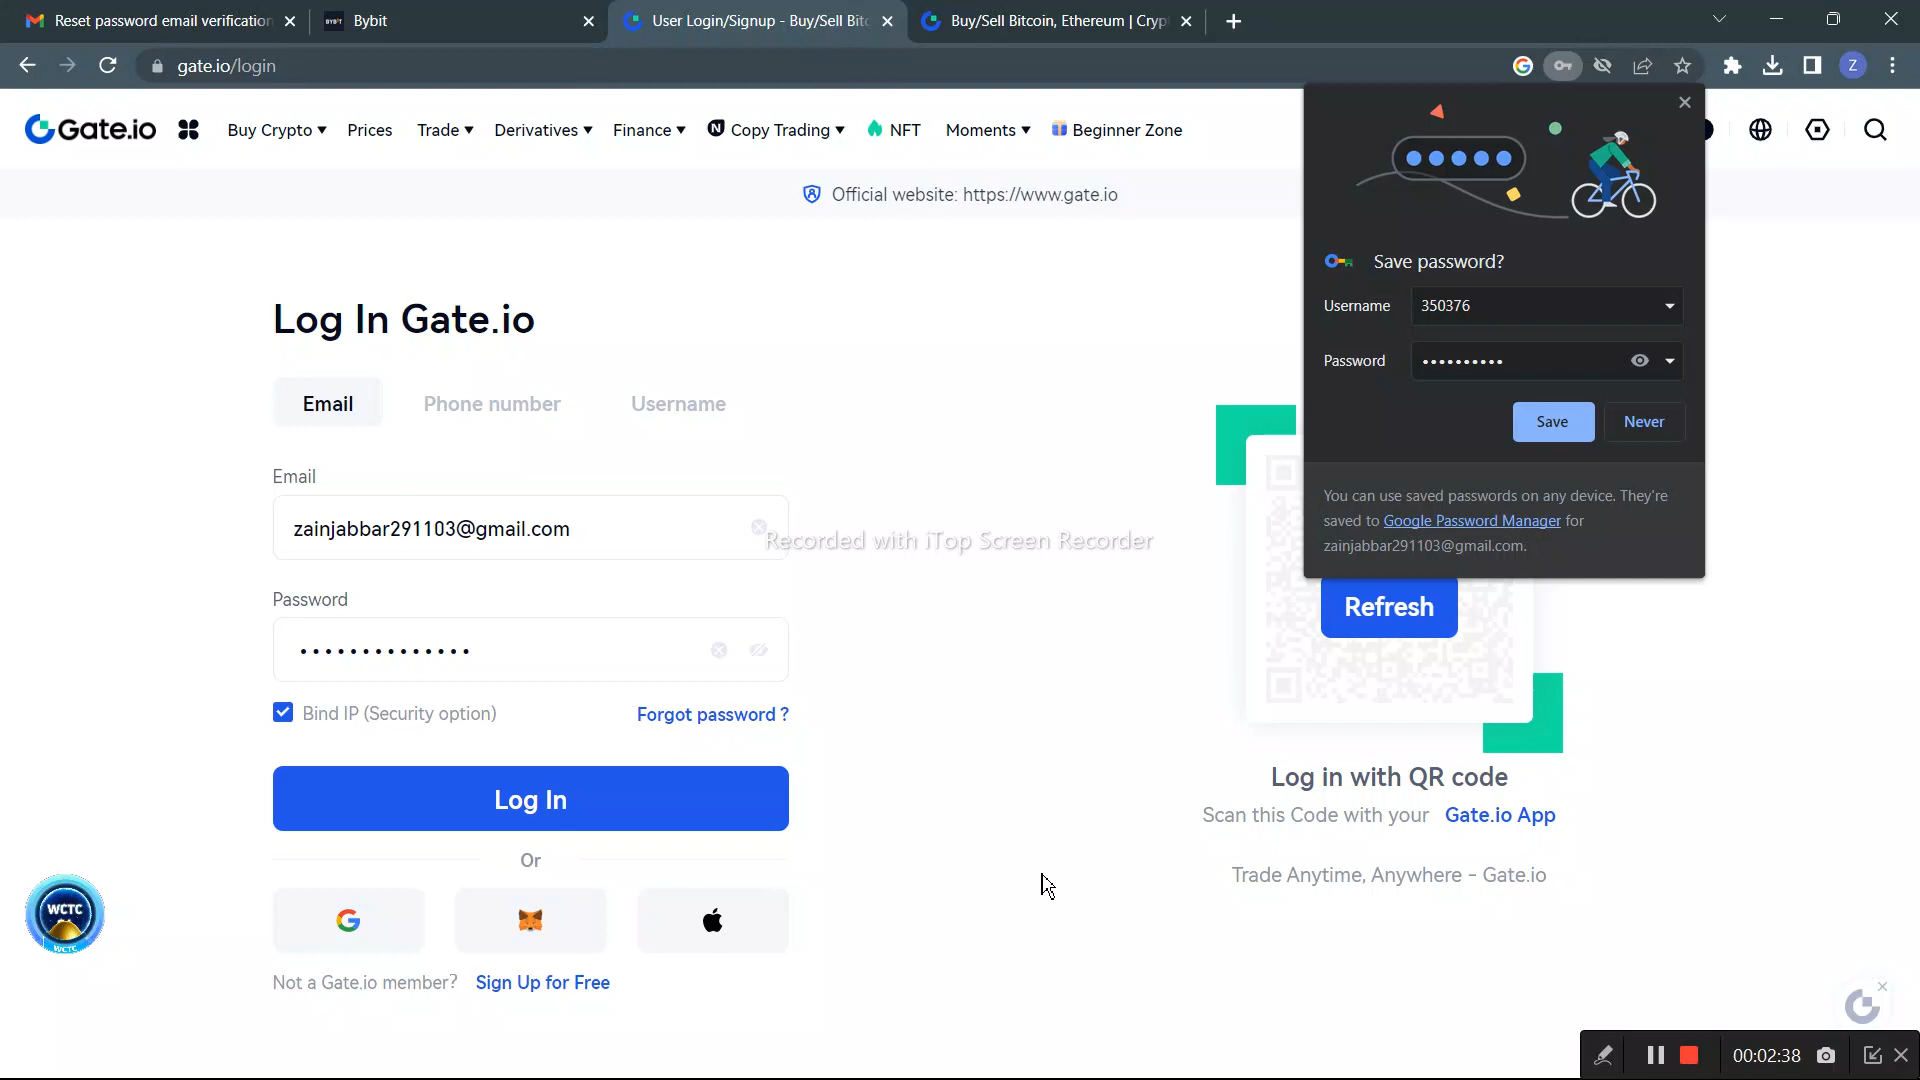 Reset password email verification
Bybit
User Login/Signup - Buy/Sell Bitc
Buy/Sell Bitcoin, Ethereum | Cryp
gate.io/login
Z
Gate.io
Buy Crypto
Prices
Trade
Derivatives
Finance
Copy Trading
NFT
Moments
Beginner Zone
Official website: https://www.gate.io
Save password?
Username
350376
Password
Save
Never
You can use saved passwords on any device. They're
saved to Google Password Manager for
zainjabbar291103@gmail.com.
Log In Gate.io
Email
Phone number
Username
Email
zainjabbar291103@gmail.com
Recorded with iTop Screen Recorder
Password
Bind IP (Security option)
Forgot password ?
Log In
Or
Not a Gate.io member?
Sign Up for Free
Refresh
Log in with QR code
Scan this Code with your Gate.io App
Trade Anytime, Anywhere - Gate.io
WCTC
WCTC
00:02:38